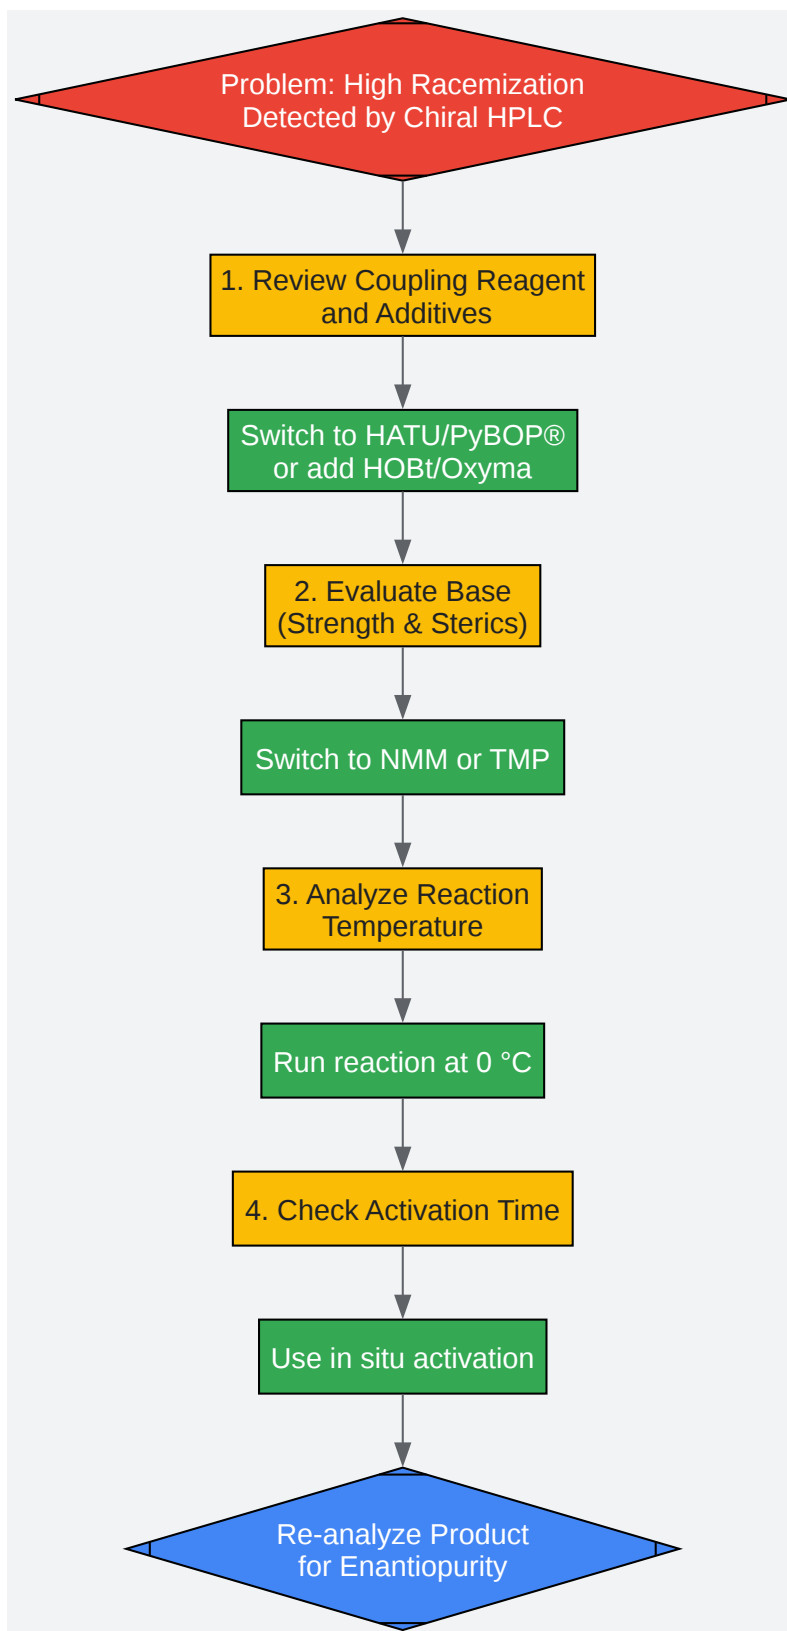 Problem: High Racemization
Detected by Chiral HPLC
1. Review Coupling Reagent
and Additives
Switch to HATU/PyBOP®
or add HOBt/Oxyma
2. Evaluate Base
(Strength & Sterics)
Switch to NMM or TMP
3. Analyze Reaction
Temperature
Run reaction at 0 °C
4. Check Activation Time
Use in situ activation
Re-analyze Product
for Enantiopurity